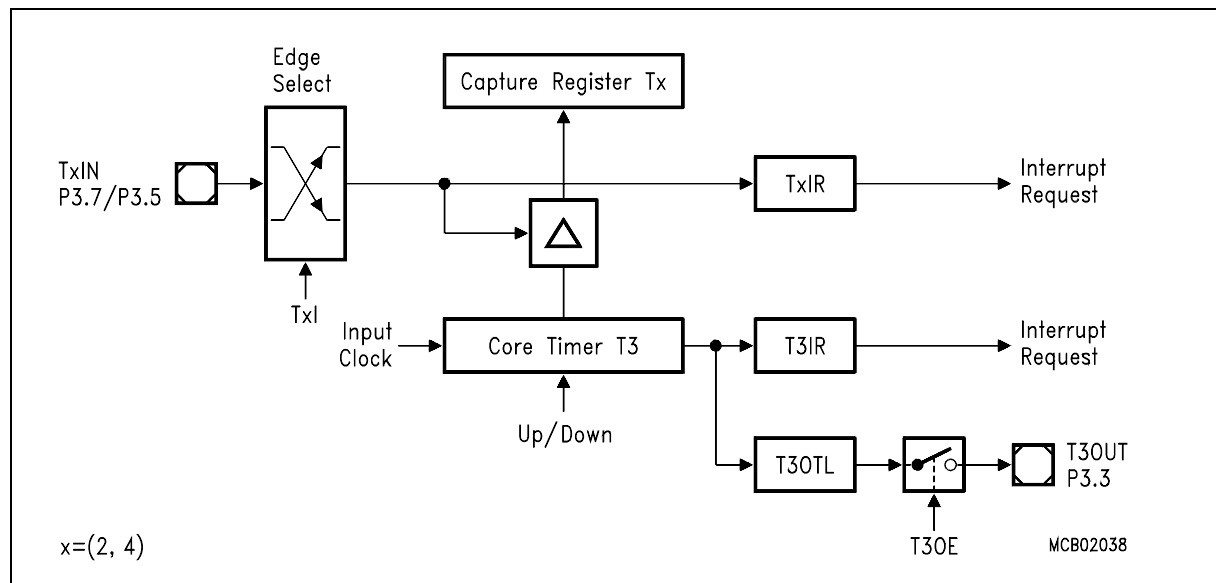 Edge
Select
Capture Register Tx
TxIN
P3.7/P3.5
TxIR
Interrupt
Request
TxI
Input
Clock
Core Timer T3
T3IR
Interrupt
Request
Up/Down
T3OTL
T3OUT
P3.3
T3OE
x=(2, 4)
MCB02038